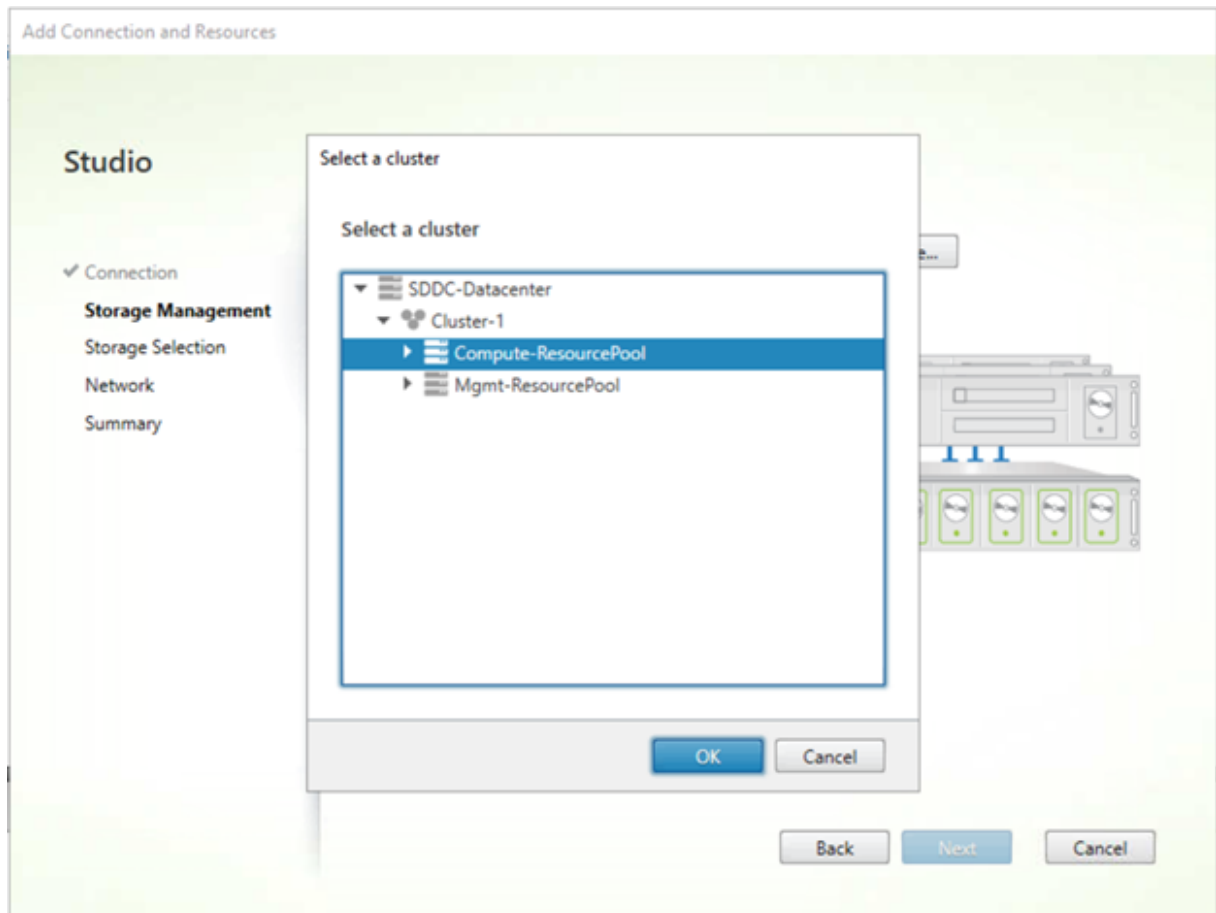 Add Connection and Resources
Studio
Connection
Storage Management
Storage Selection
Network
Summary
Select a cluster
Select a cluster
SDDC-Datacenter
Cluster-1
Compute-ResourcePool
Mgmt-ResourcePool
OK
Cancel
Back
Next
Cancel